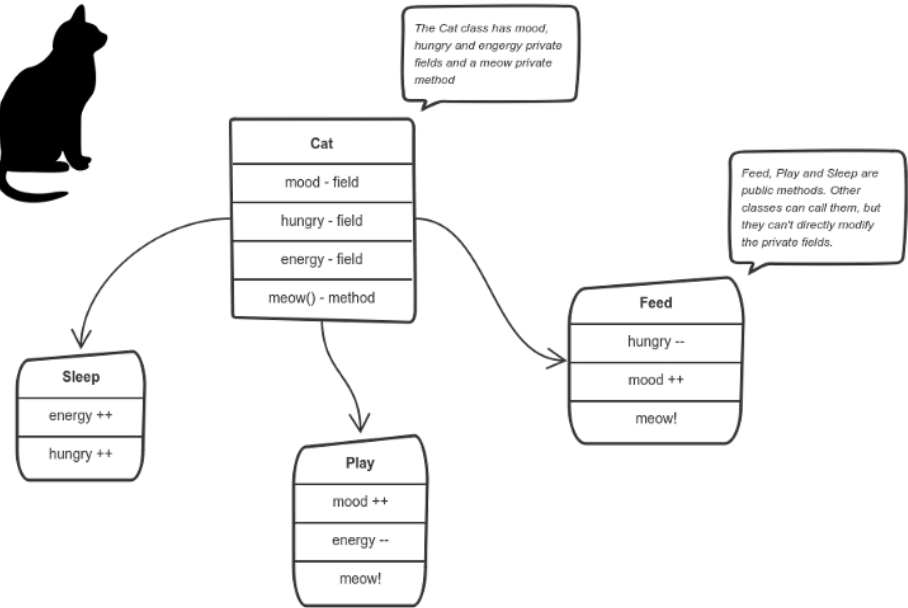 The Cat class has mood,
hungry and engergy private
fields and a meow private
method
Cat
mood - field
hungry - field
energy - field
meow() - method
Feed, Play and Sleep are
public methods. Other
classes can call them, but
they can't directly modify
the private fields.
Feed
hungry --
mood ++
meow!
Sleep
energy ++
hungry ++
Play
mood ++
energy --
meow!